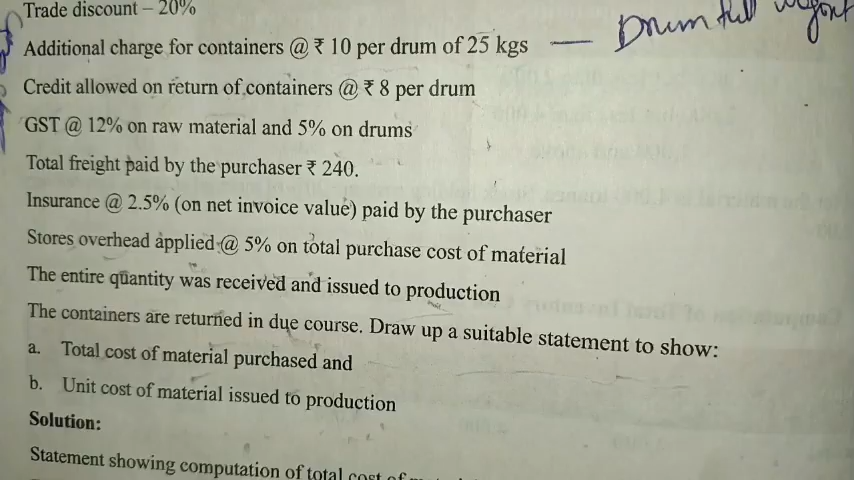 Trade discount – 20%
Additional charge for containers @ ₹ 10 per drum of 25 kgs — Drum full weight
Credit allowed on return of containers @ ₹ 8 per drum
GST @ 12% on raw material and 5% on drums
Total freight paid by the purchaser ₹ 240.
Insurance @ 2.5% (on net invoice value) paid by the purchaser
Stores overhead applied @ 5% on total purchase cost of material
The entire quantity was received and issued to production
The containers are returned in due course. Draw up a suitable statement to show:
a. Total cost of material purchased and
b. Unit cost of material issued to production
Solution:
Statement showing computation of total cost of